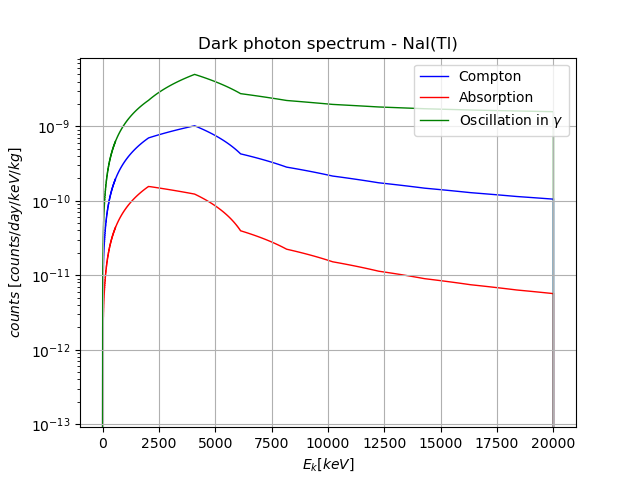 Dark photon spectrum - NaI(Tl)
counts [counts/day/keV/kg]
10⁻⁹
10⁻¹⁰
10⁻¹¹
10⁻¹²
10⁻¹³
Compton
Absorption
Oscillation in γ
0 2500 5000 7500 10000 12500 15000 17500 20000
E_k[keV]